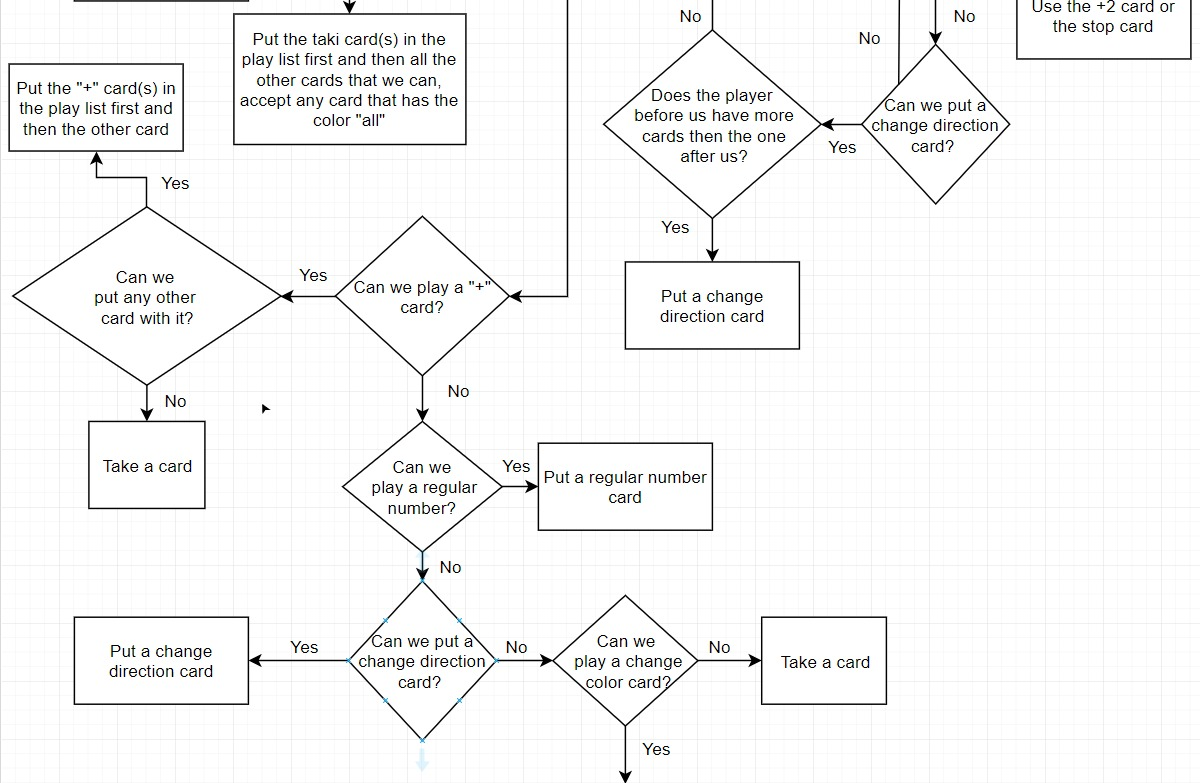 Use the +2 card or
the stop card
No
No
No
Put the taki card(s) in the
play list first and then all the
other cards that we can,
accept any card that has the
color "all"
Put the "+" card(s) in
the play list first and
then the other card
Does the player
before us have more
cards then the one
after us?
Can we put a
change direction
card?
Yes
Yes
Yes
Can we
put any other
card with it?
Yes
Can we play a "+"
card?
Put a change
direction card
No
No
Take a card
Can we
play a regular
number?
Yes
Put a regular number
card
No
Put a change
direction card
Yes
Can we put a
change direction
card?
No
Can we
play a change
color card?
No
Take a card
Yes